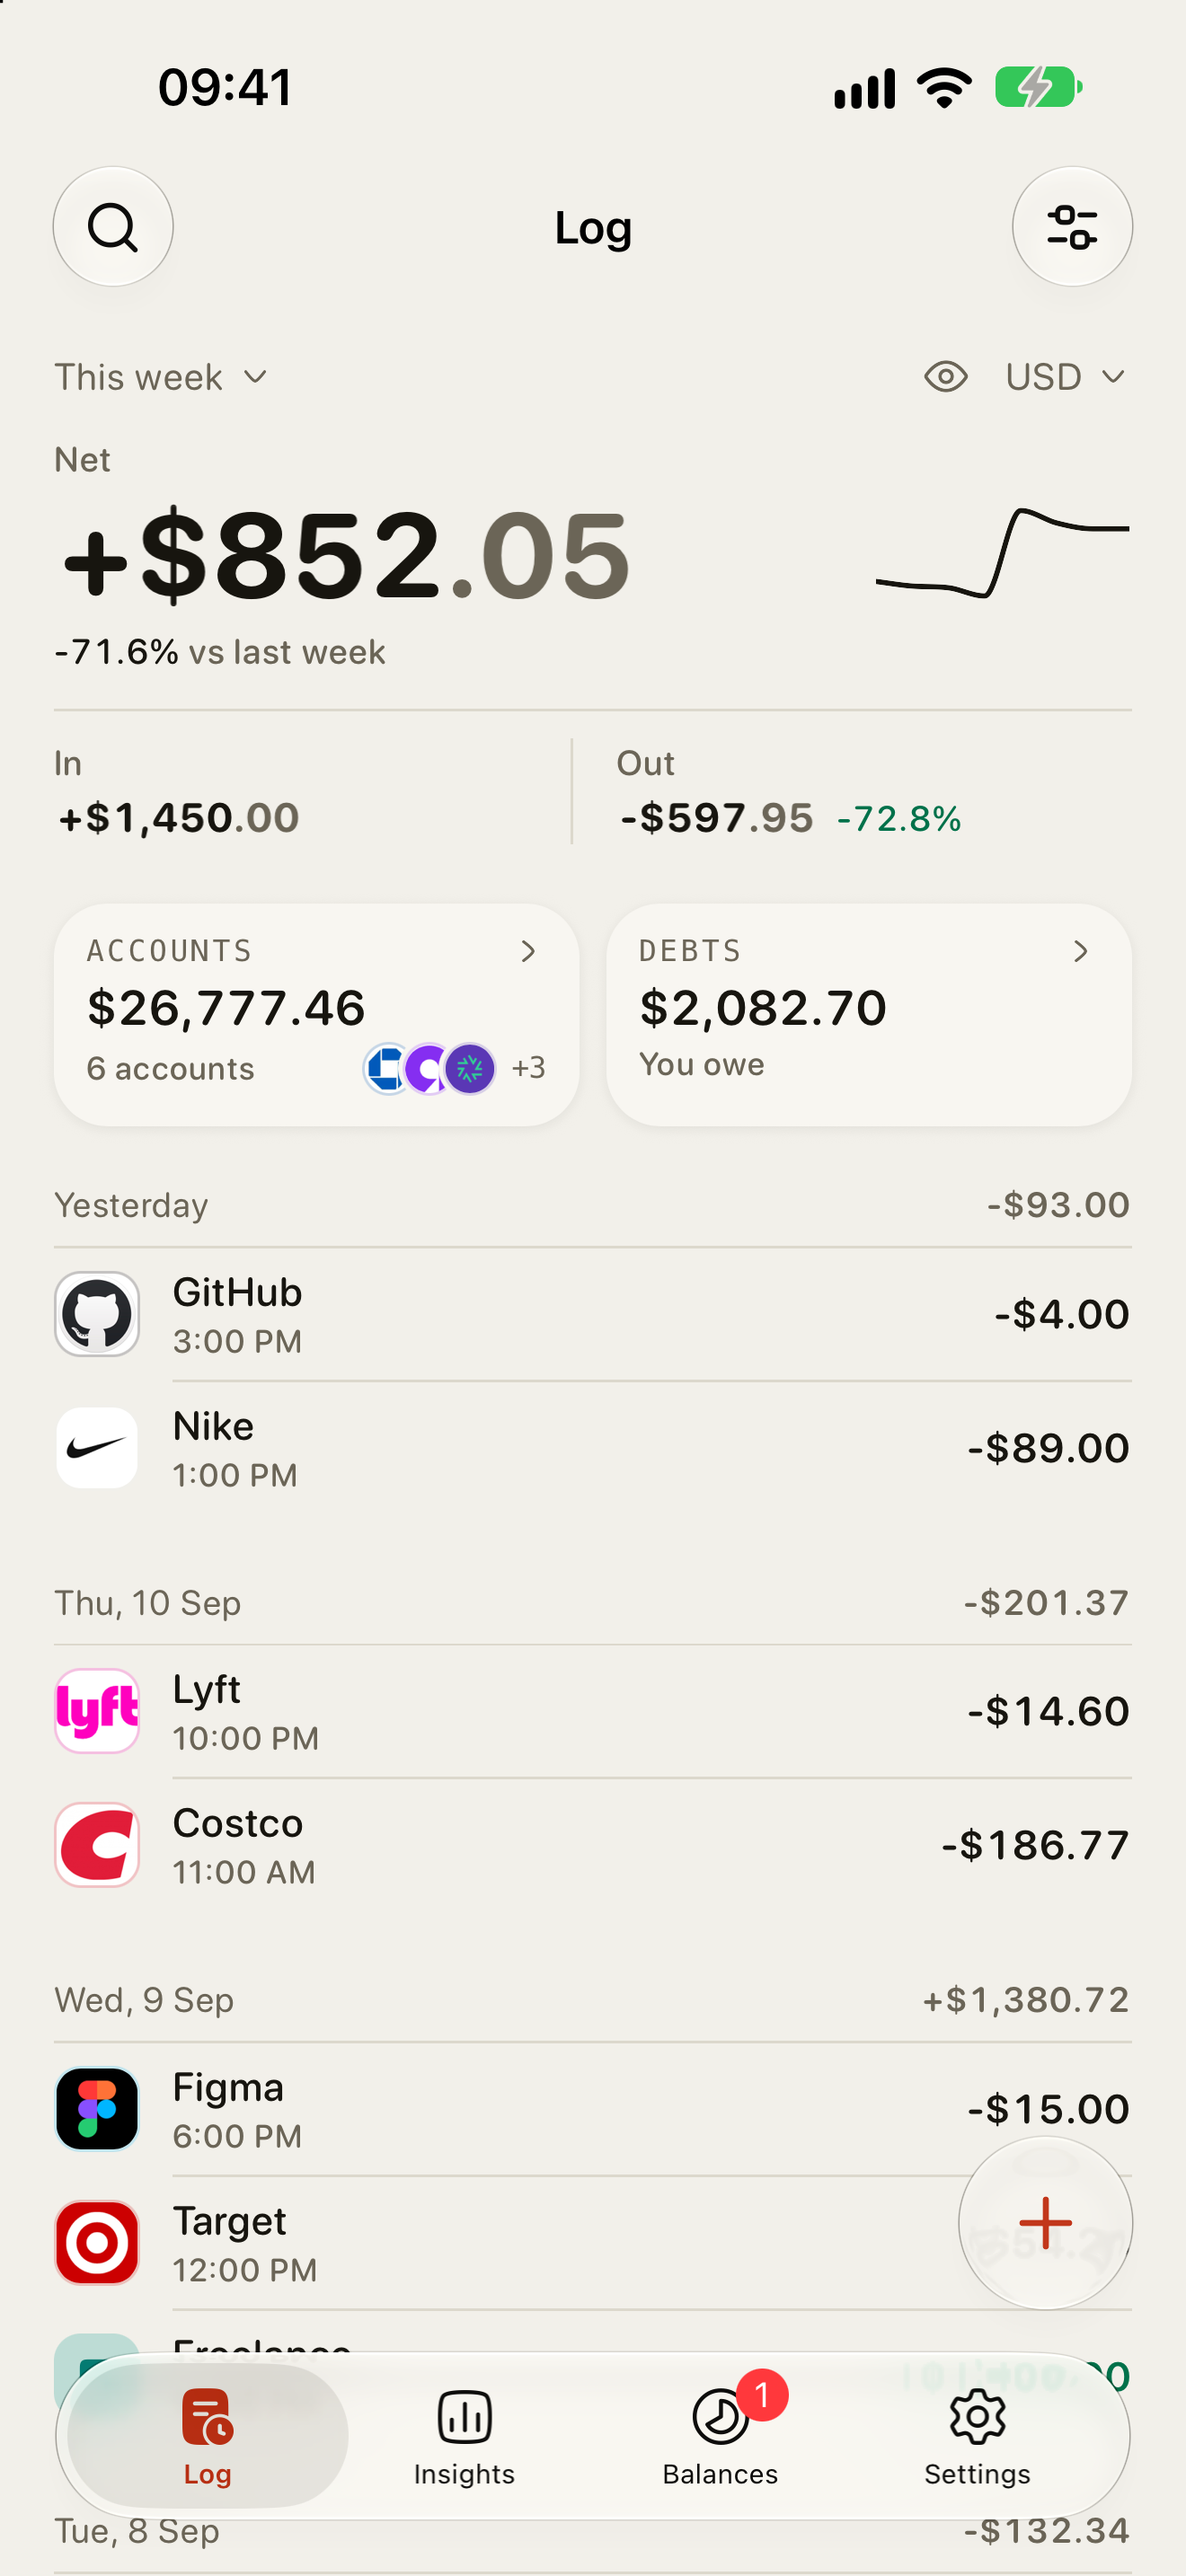 09:41
Log
This week USD
Net
+$852.05
-71.6% vs last week
In
+$1,450.00
Out
-$597.95 -72.8%
ACCOUNTS
$26,777.46
6 accounts +3
DEBTS
$2,082.70
You owe
Yesterday -$93.00
GitHub
3:00 PM
-$4.00
Nike
1:00 PM
-$89.00
Thu, 10 Sep -$201.37
lyft
Lyft
10:00 PM
-$14.60
Costco
11:00 AM
-$186.77
Wed, 9 Sep +$1,380.72
Figma
6:00 PM
-$15.00
Target
12:00 PM
Freelance
1
Log Insights Balances Settings
Tue, 8 Sep -$132.34